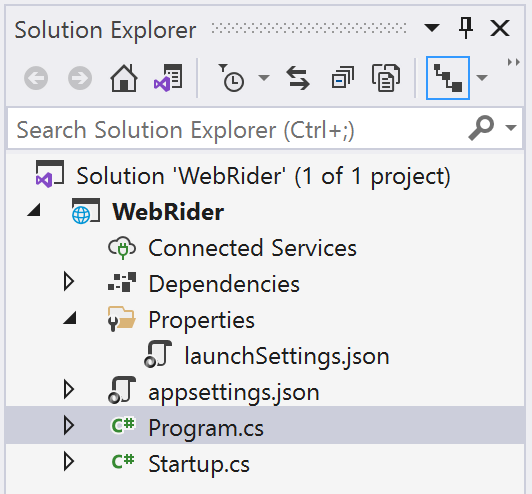 Solution Explorer
Search Solution Explorer (Ctrl+;)
Solution 'WebRider' (1 of 1 project)
WebRider
Connected Services
Dependencies
Properties
launchSettings.json
appsettings.json
C# Program.cs
C# Startup.cs